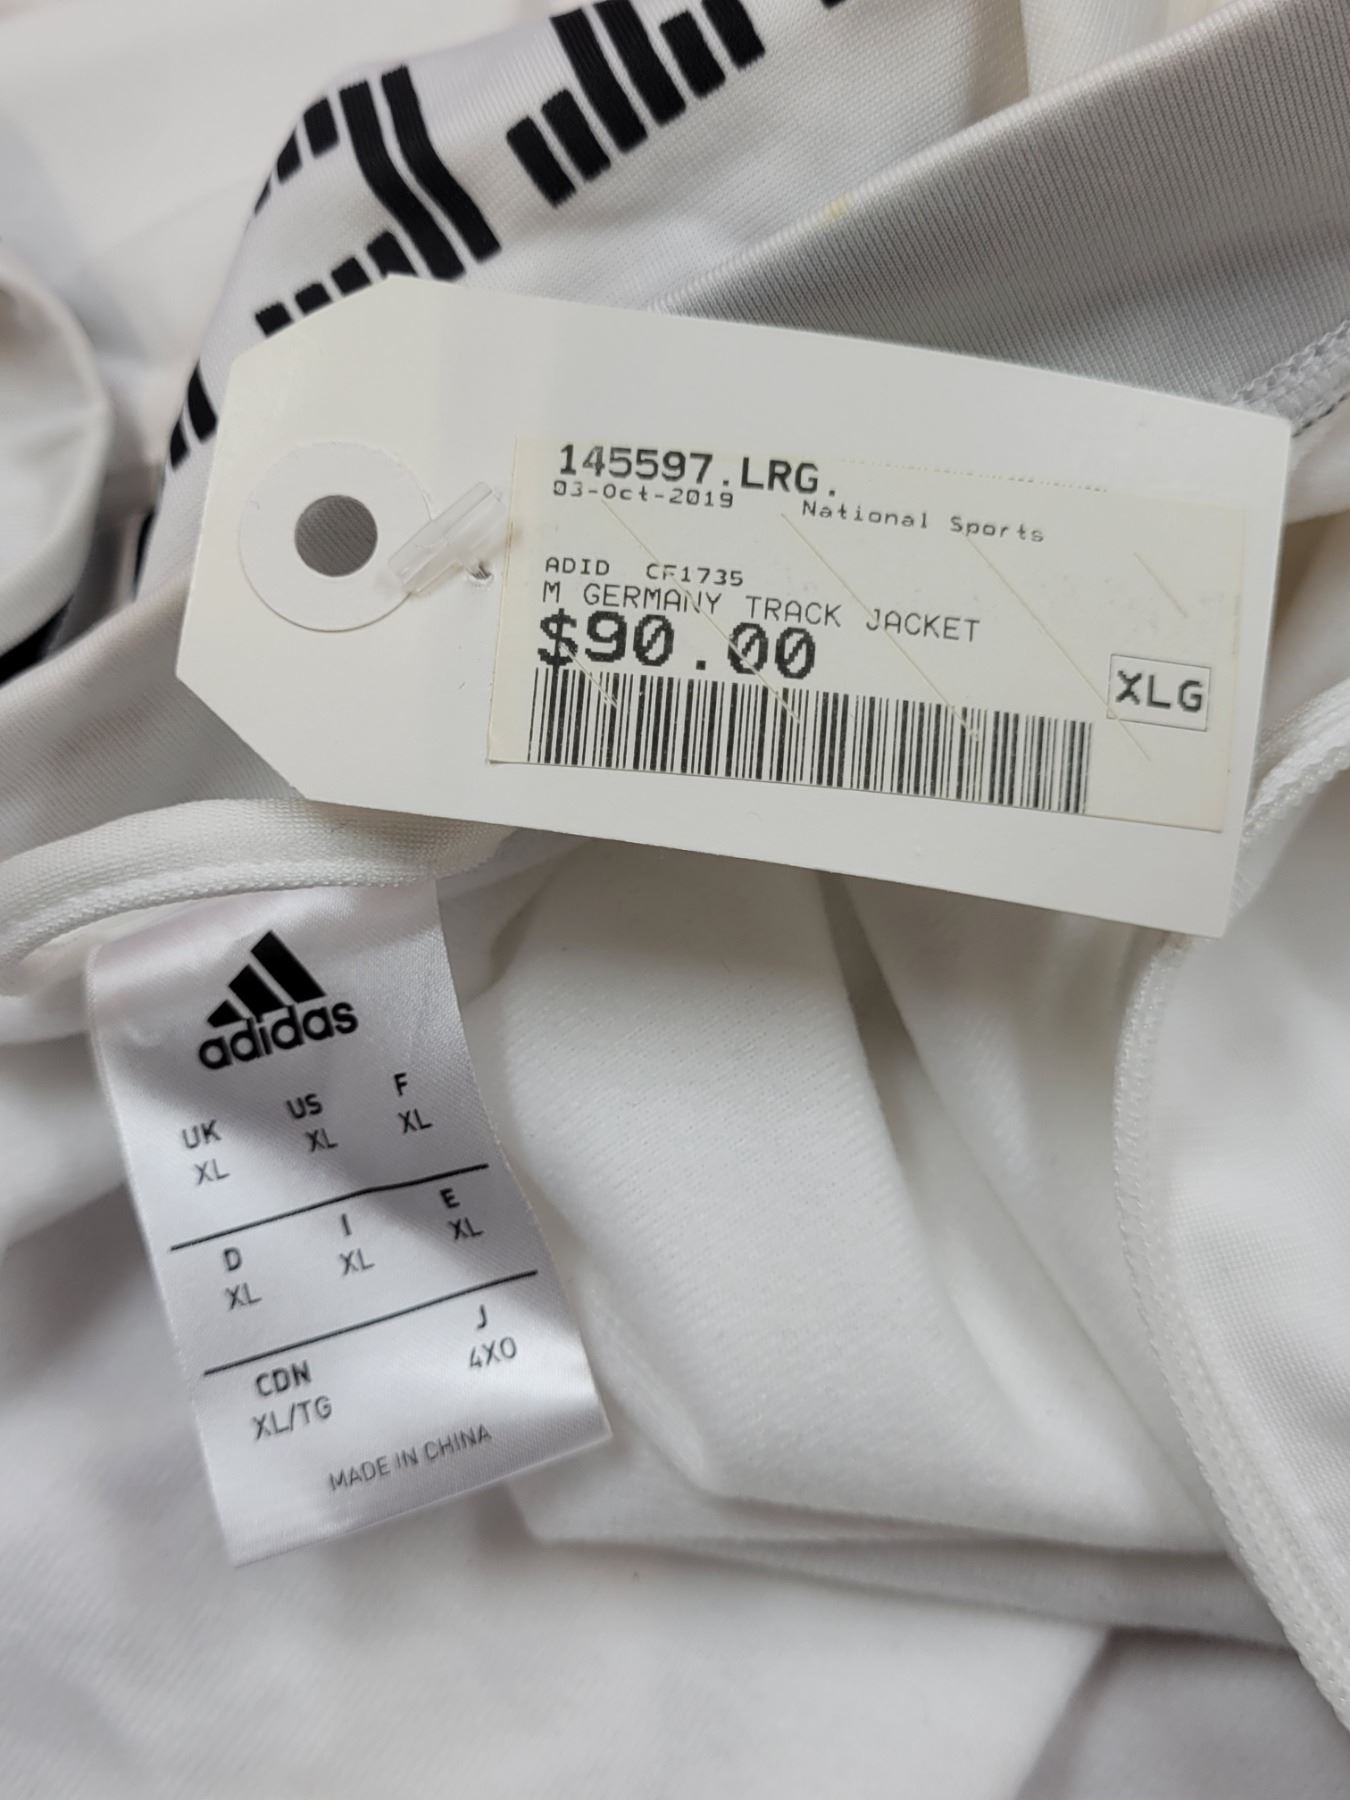 145597.LRG.
03-Oct-2019 National Sports
ADID CF1735
M GERMANY TRACK JACKET
$90.00
XLG
adidas
UK US F
XL XL XL
D I E
XL XL XL
CDN J
XL/TG 4XO
MADE IN CHINA